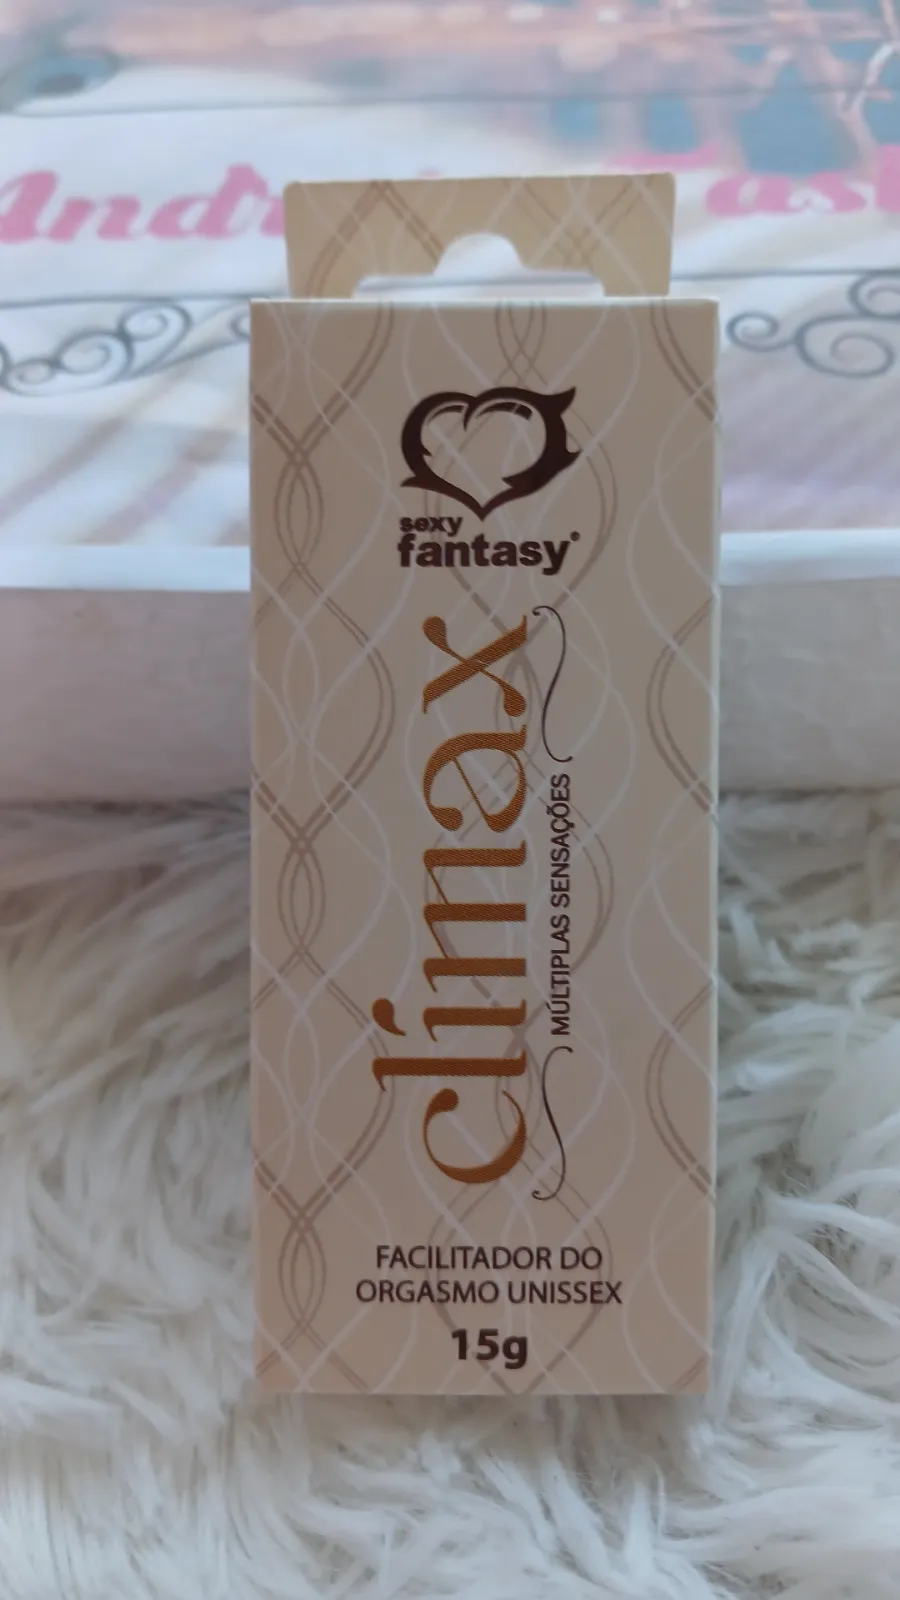 sexy
fantasy®
clímax
MÚLTIPLAS SENSAÇÕES
FACILITADOR DO
ORGASMO UNISSEX
15g